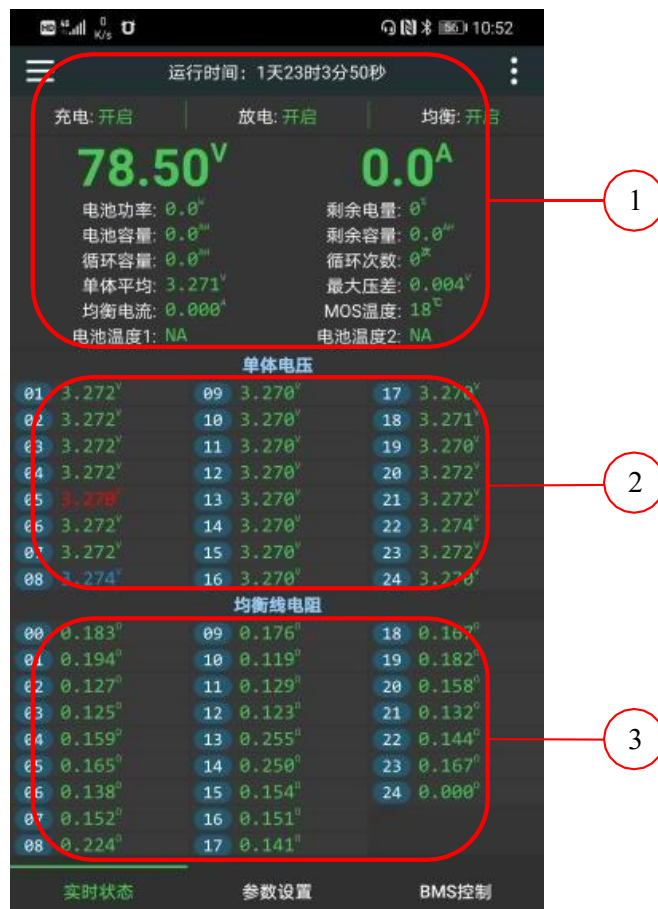 HD 4G 0 K/s 56 10:52
运行时间: 1天23时3分50秒
充电: 开启 放电: 开启 均衡: 开启
78.50V 0.0A
电池功率: 0.0W 剩余电量: 0%
电池容量: 0.0AH 剩余容量: 0.0AH
循环容量: 0.0AH 循环次数: 0次
单体平均: 3.271V 最大压差: 0.004V
均衡电流: 0.000A MOS温度: 18℃
电池温度1: NA 电池温度2: NA
1
单体电压
01 3.272V 09 3.270V 17 3.270V
02 3.272V 10 3.270V 18 3.271V
03 3.272V 11 3.270V 19 3.270V
04 3.272V 12 3.270V 20 3.272V
05 3.270V 13 3.270V 21 3.272V
06 3.272V 14 3.270V 22 3.274V
07 3.272V 15 3.270V 23 3.272V
08 3.274V 16 3.270V 24 3.270V
2
均衡线电阻
00 0.183Ω 09 0.176Ω 18 0.167Ω
01 0.194Ω 10 0.119Ω 19 0.182Ω
02 0.127Ω 11 0.129Ω 20 0.158Ω
03 0.125Ω 12 0.123Ω 21 0.132Ω
04 0.159Ω 13 0.255Ω 22 0.144Ω
05 0.165Ω 14 0.250Ω 23 0.167Ω
06 0.138Ω 15 0.154Ω 24 0.000Ω
07 0.152Ω 16 0.151Ω
08 0.224Ω 17 0.141Ω
3
实时状态 参数设置 BMS控制